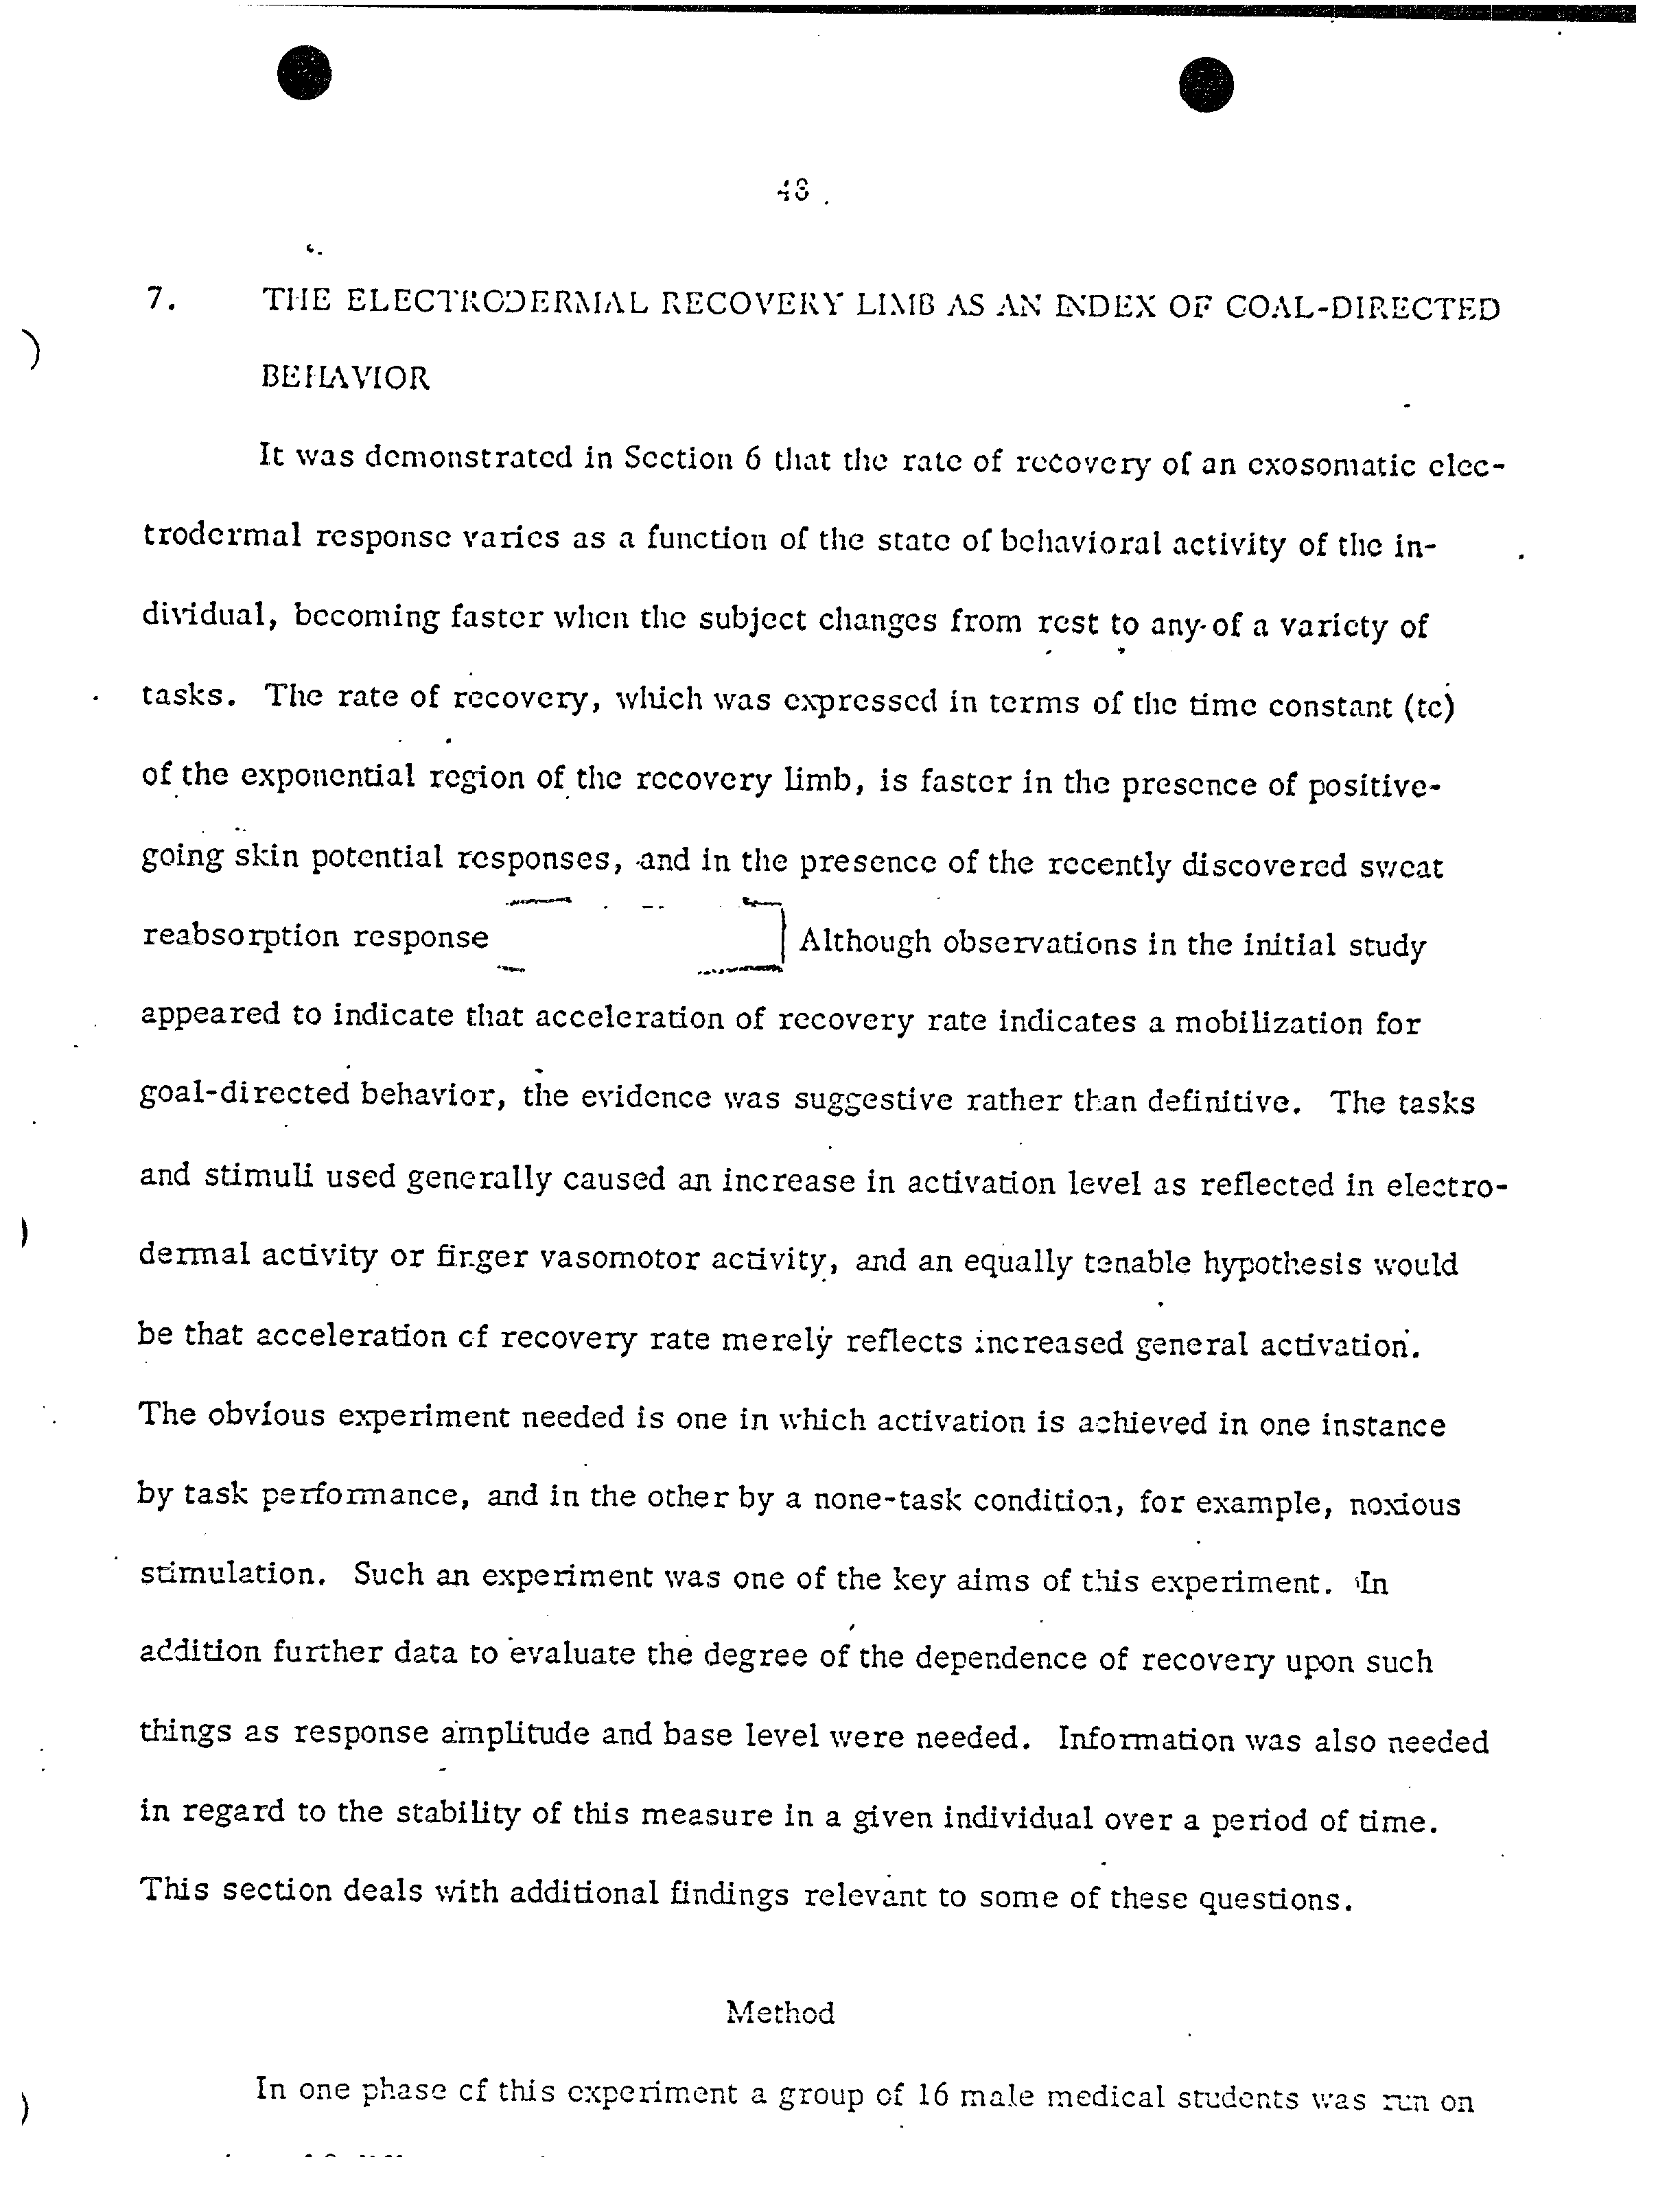 48.
7. THE ELECTRODERMAL RECOVERY LIMB AS AN INDEX OF GOAL-DIRECTED
BEHAVIOR
It was demonstrated in Section 6 that the rate of recovery of an exosomatic elec-
trodermal response varies as a function of the state of behavioral activity of the in-
dividual, becoming faster when the subject changes from rest to any of a variety of
tasks. The rate of recovery, which was expressed in terms of the time constant (tc)
of the exponential region of the recovery limb, is faster in the presence of positive-
going skin potential responses, and in the presence of the recently discovered sweat
reabsorption response Although observations in the initial study
appeared to indicate that acceleration of recovery rate indicates a mobilization for
goal-directed behavior, the evidence was suggestive rather than definitive. The tasks
and stimuli used generally caused an increase in activation level as reflected in electro-
dermal activity or finger vasomotor activity, and an equally tenable hypothesis would
be that acceleration of recovery rate merely reflects increased general activation.
The obvious experiment needed is one in which activation is achieved in one instance
by task performance, and in the other by a none-task condition, for example, noxious
stimulation. Such an experiment was one of the key aims of this experiment. In
addition further data to evaluate the degree of the dependence of recovery upon such
things as response amplitude and base level were needed. Information was also needed
in regard to the stability of this measure in a given individual over a period of time.
This section deals with additional findings relevant to some of these questions.
Method
In one phase of this experiment a group of 16 male medical students was run on